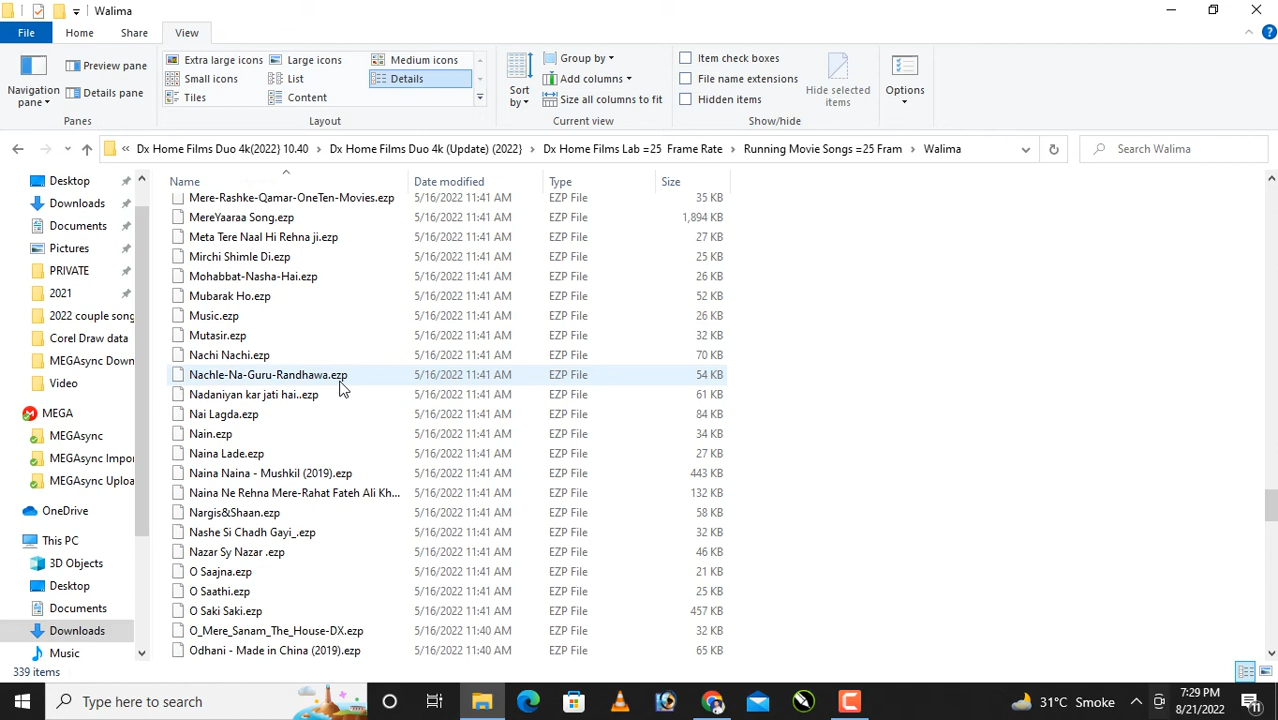 Walima
File
Home
Share
View
Navigation pane
Preview pane
Details pane
Panes
Extra large icons
Large icons
Medium icons
Small icons
List
Details
Tiles
Content
Layout
Sort by
Group by
Add columns
Size all columns to fit
Current view
Item check boxes
File name extensions
Hidden items
Hide selected items
Show/hide
Options
« Dx Home Films Duo 4k(2022) 10.40 › Dx Home Films Duo 4k (Update) (2022} › Dx Home Films Lab =25 Frame Rate › Running Movie Songs =25 Fram › Walima
Search Walima
Desktop
Downloads
Documents
Pictures
PRIVATE
2021
2022 couple song
Corel Draw data
MEGAsync Down
Video
MEGA
MEGAsync
MEGAsync Impor
MEGAsync Uploa
OneDrive
This PC
3D Objects
Desktop
Documents
Downloads
Music
Name Date modified Type Size
Mere-Rashke-Qamar-OneTen-Movies.ezp 5/16/2022 11:41 AM EZP File 35 KB
MereYaaraa Song.ezp 5/16/2022 11:41 AM EZP File 1,894 KB
Meta Tere Naal Hi Rehna ji.ezp 5/16/2022 11:41 AM EZP File 27 KB
Mirchi Shimle Di.ezp 5/16/2022 11:41 AM EZP File 25 KB
Mohabbat-Nasha-Hai.ezp 5/16/2022 11:41 AM EZP File 26 KB
Mubarak Ho.ezp 5/16/2022 11:41 AM EZP File 52 KB
Music.ezp 5/16/2022 11:41 AM EZP File 26 KB
Mutasir.ezp 5/16/2022 11:41 AM EZP File 32 KB
Nachi Nachi.ezp 5/16/2022 11:41 AM EZP File 70 KB
Nachle-Na-Guru-Randhawa.ezp 5/16/2022 11:41 AM EZP File 54 KB
Nadaniyan kar jati hai..ezp 5/16/2022 11:41 AM EZP File 61 KB
Nai Lagda.ezp 5/16/2022 11:41 AM EZP File 84 KB
Nain.ezp 5/16/2022 11:41 AM EZP File 34 KB
Naina Lade.ezp 5/16/2022 11:41 AM EZP File 27 KB
Naina Naina - Mushkil (2019).ezp 5/16/2022 11:41 AM EZP File 443 KB
Naina Ne Rehna Mere-Rahat Fateh Ali Kh... 5/16/2022 11:41 AM EZP File 132 KB
Nargis&Shaan.ezp 5/16/2022 11:41 AM EZP File 58 KB
Nashe Si Chadh Gayi_.ezp 5/16/2022 11:41 AM EZP File 32 KB
Nazar Sy Nazar .ezp 5/16/2022 11:41 AM EZP File 46 KB
O Saajna.ezp 5/16/2022 11:41 AM EZP File 21 KB
O Saathi.ezp 5/16/2022 11:41 AM EZP File 25 KB
O Saki Saki.ezp 5/16/2022 11:41 AM EZP File 457 KB
O_Mere_Sanam_The_House-DX.ezp 5/16/2022 11:40 AM EZP File 32 KB
Odhani - Made in China (2019).ezp 5/16/2022 11:40 AM EZP File 65 KB
339 items
Type here to search
31°C Smoke
7:29 PM
8/21/2022
11